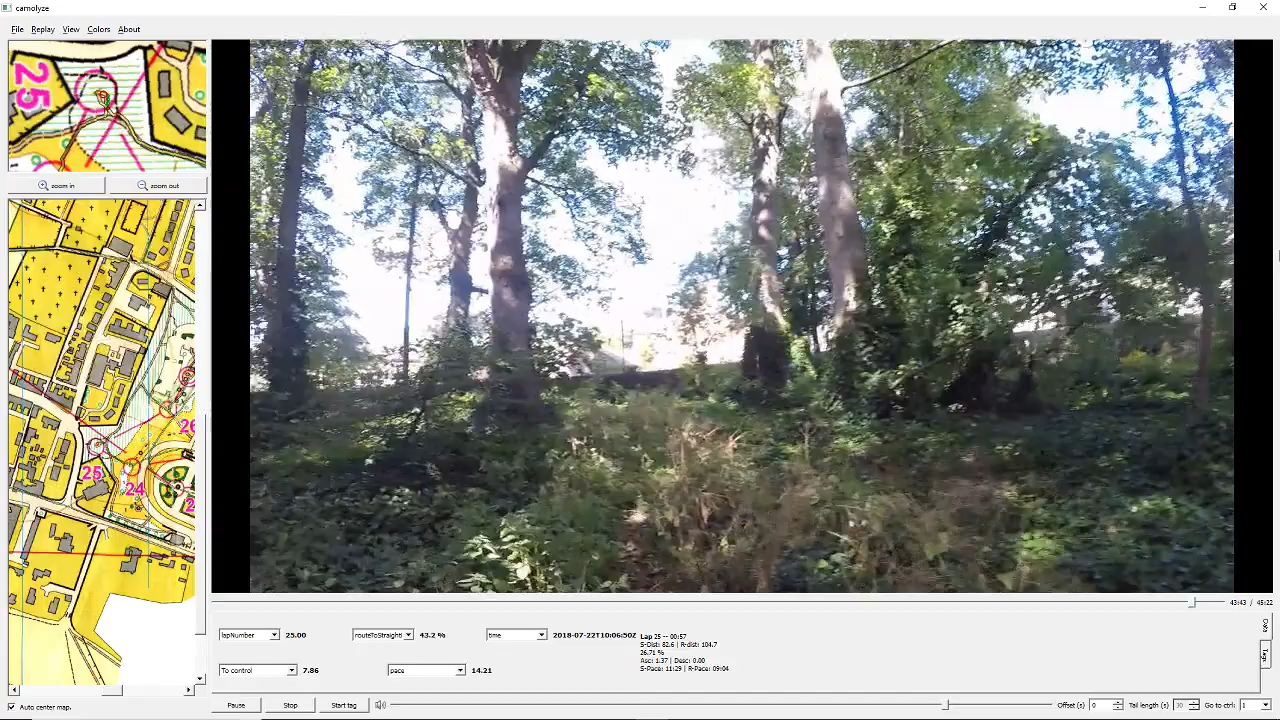 camolyze
File Replay View Colors About
25
zoom in zoom out
26
25
24
2
43:43 / 45:22
lapNumber 25.00 routeToStraightl 43.2 % time 2018-07-22T10:06:50Z
Lap 25 -- 00:57
S-Dist: 82.6 | R-dist: 104.7
26.71 %
Asc: 1.37 | Desc: 0.00
S-Pace: 11:29 | R-Pace: 09:04
To control 7.86 pace 14.21
CAM
Tags
Auto center map.
Pause Stop Start tag Offset (s) 0 Tail length (s) 30 Go to ctrl: 1